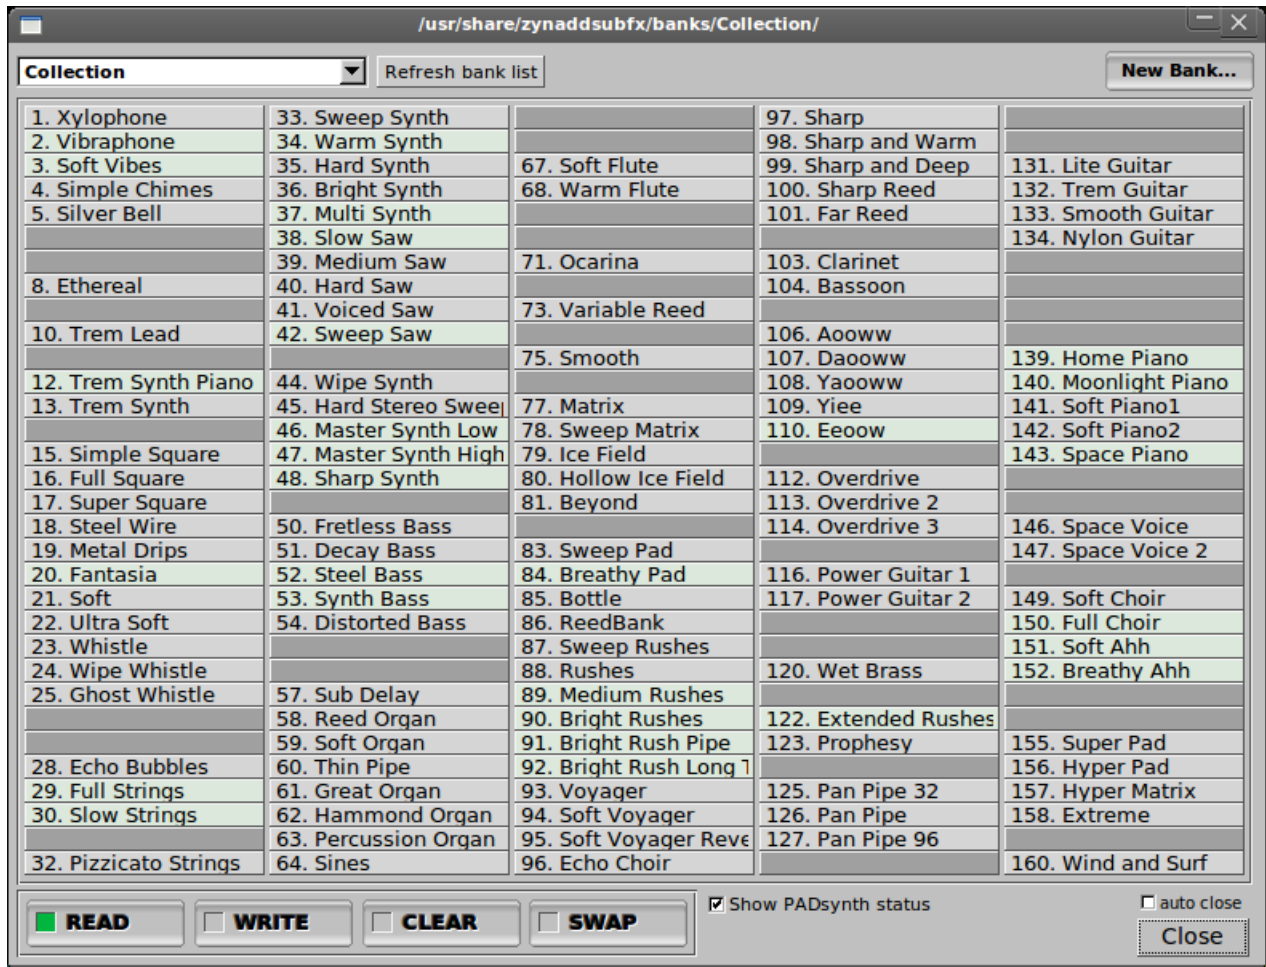 /usr/share/zynaddsubfx/banks/Collection/
Collection
Refresh bank list
New Bank...
1. Xylophone
2. Vibraphone
3. Soft Vibes
4. Simple Chimes
5. Silver Bell
8. Ethereal
10. Trem Lead
12. Trem Synth Piano
13. Trem Synth
15. Simple Square
16. Full Square
17. Super Square
18. Steel Wire
19. Metal Drips
20. Fantasia
21. Soft
22. Ultra Soft
23. Whistle
24. Wipe Whistle
25. Ghost Whistle
28. Echo Bubbles
29. Full Strings
30. Slow Strings
32. Pizzicato Strings
33. Sweep Synth
34. Warm Synth
35. Hard Synth
36. Bright Synth
37. Multi Synth
38. Slow Saw
39. Medium Saw
40. Hard Saw
41. Voiced Saw
42. Sweep Saw
44. Wipe Synth
45. Hard Stereo Sweep
46. Master Synth Low
47. Master Synth High
48. Sharp Synth
50. Fretless Bass
51. Decay Bass
52. Steel Bass
53. Synth Bass
54. Distorted Bass
57. Sub Delay
58. Reed Organ
59. Soft Organ
60. Thin Pipe
61. Great Organ
62. Hammond Organ
63. Percussion Organ
64. Sines
67. Soft Flute
68. Warm Flute
71. Ocarina
73. Variable Reed
75. Smooth
77. Matrix
78. Sweep Matrix
79. Ice Field
80. Hollow Ice Field
81. Beyond
83. Sweep Pad
84. Breathy Pad
85. Bottle
86. ReedBank
87. Sweep Rushes
88. Rushes
89. Medium Rushes
90. Bright Rushes
91. Bright Rush Pipe
92. Bright Rush Long T
93. Voyager
94. Soft Voyager
95. Soft Voyager Reve
96. Echo Choir
97. Sharp
98. Sharp and Warm
99. Sharp and Deep
100. Sharp Reed
101. Far Reed
103. Clarinet
104. Bassoon
106. Aooww
107. Daooww
108. Yaooww
109. Yiee
110. Eeoow
112. Overdrive
113. Overdrive 2
114. Overdrive 3
116. Power Guitar 1
117. Power Guitar 2
120. Wet Brass
122. Extended Rushes
123. Prophesy
125. Pan Pipe 32
126. Pan Pipe
127. Pan Pipe 96
131. Lite Guitar
132. Trem Guitar
133. Smooth Guitar
134. Nylon Guitar
139. Home Piano
140. Moonlight Piano
141. Soft Piano1
142. Soft Piano2
143. Space Piano
146. Space Voice
147. Space Voice 2
149. Soft Choir
150. Full Choir
151. Soft Ahh
152. Breathy Ahh
155. Super Pad
156. Hyper Pad
157. Hyper Matrix
158. Extreme
160. Wind and Surf
READ
WRITE
CLEAR
SWAP
Show PADsynth status
auto close
Close